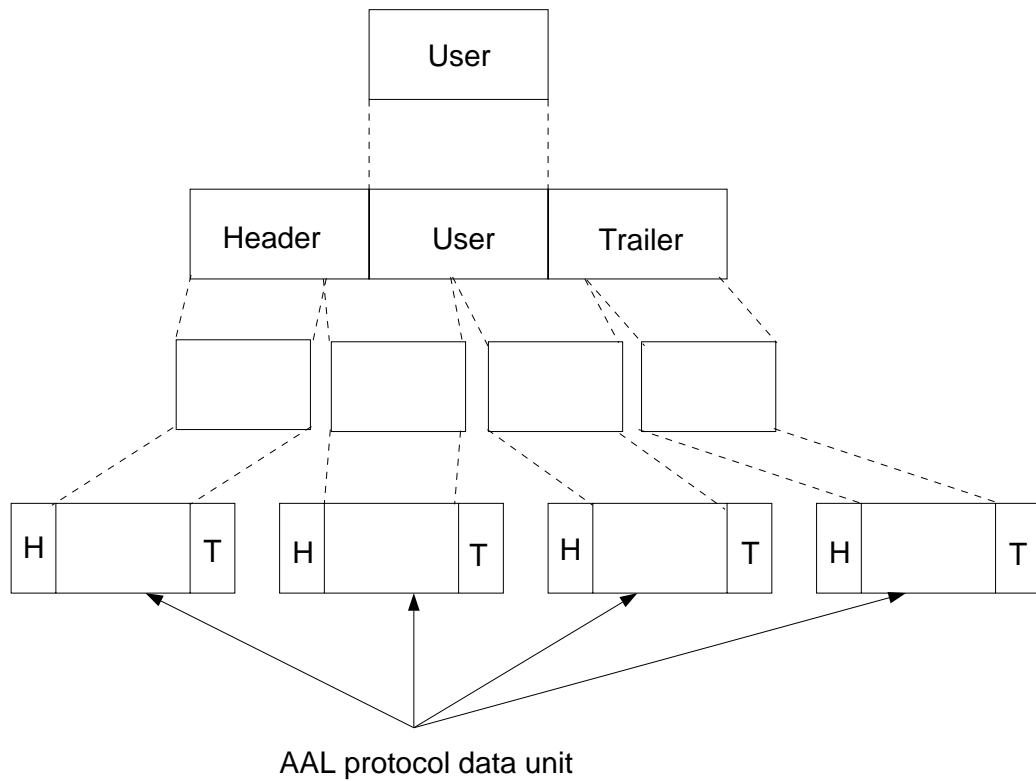 User
Header User Trailer
H T H T H T H T
AAL protocol data unit